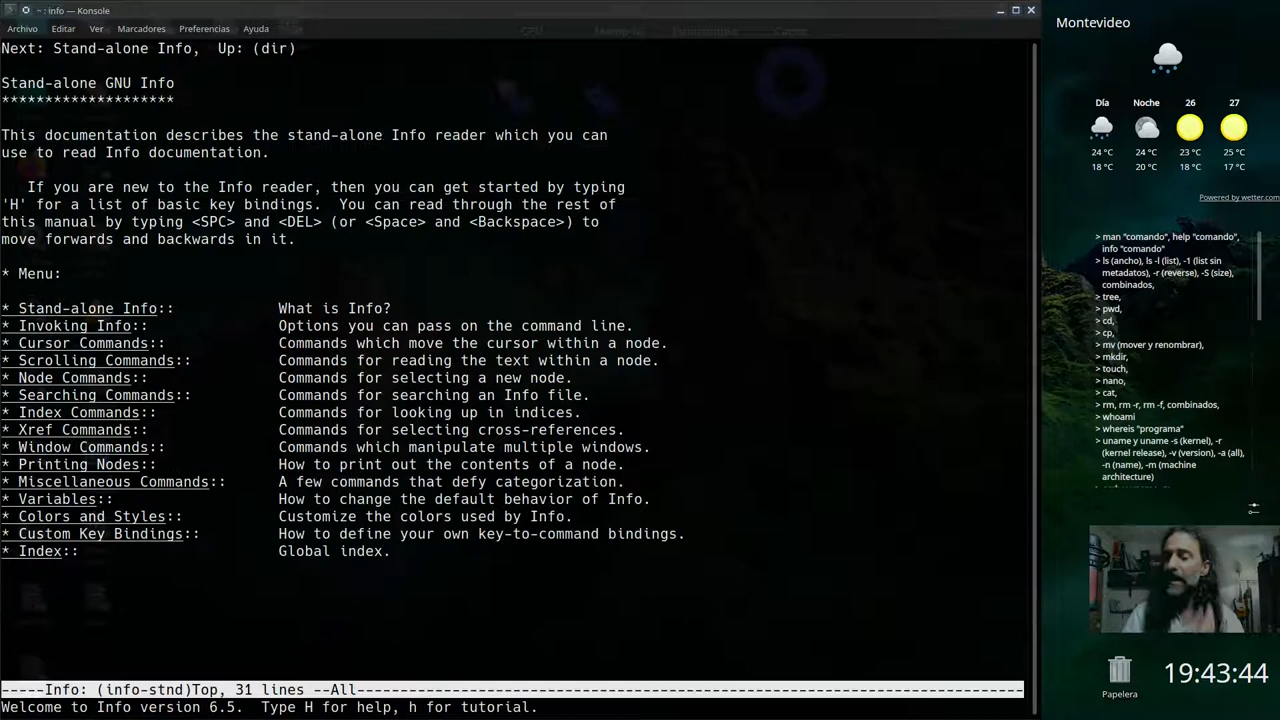 ~ : info — Konsole
Archivo Editar Ver Marcadores Preferencias Ayuda
Next: Stand-alone Info,  Up: (dir)
Stand-alone GNU Info
********************
This documentation describes the stand-alone Info reader which you can
use to read Info documentation.
If you are new to the Info reader, then you can get started by typing
'H' for a list of basic key bindings.  You can read through the rest of
this manual by typing <SPC> and <DEL> (or <Space> and <Backspace>) to
move forwards and backwards in it.
* Menu:
* Stand-alone Info::            What is Info?
* Invoking Info::               Options you can pass on the command line.
* Cursor Commands::             Commands which move the cursor within a node.
* Scrolling Commands::          Commands for reading the text within a node.
* Node Commands::               Commands for selecting a new node.
* Searching Commands::          Commands for searching an Info file.
* Index Commands::              Commands for looking up in indices.
* Xref Commands::               Commands for selecting cross-references.
* Window Commands::             Commands which manipulate multiple windows.
* Printing Nodes::              How to print out the contents of a node.
* Miscellaneous Commands::      A few commands that defy categorization.
* Variables::                   How to change the default behavior of Info.
* Colors and Styles::           Customize the colors used by Info.
* Custom Key Bindings::         How to define your own key-to-command bindings.
* Index::                       Global index.
-----Info: (info-stnd)Top, 31 lines --All-----
Welcome to Info version 6.5.  Type H for help, h for tutorial.
Montevideo
Día Noche 26 27
24 °C 24 °C 23 °C 25 °C
18 °C 20 °C 18 °C 17 °C
Powered by wetter.com
> man "comando", help "comando",
info "comando"
> ls (ancho), ls -l (list), -1 (list sin
metadatos), -r (reverse), -S (size),
combinados,
> tree,
> pwd,
> cd,
> cp,
> mv (mover y renombrar),
> mkdir,
> touch,
> nano,
> cat,
> rm, rm -r, rm -f, combinados,
> whoami
> whereis "programa"
> uname y uname -s (kernel), -r
(kernel release), -v (version), -a (all),
-n (name), -m (machine
architecture)
Papelera
19:43:44